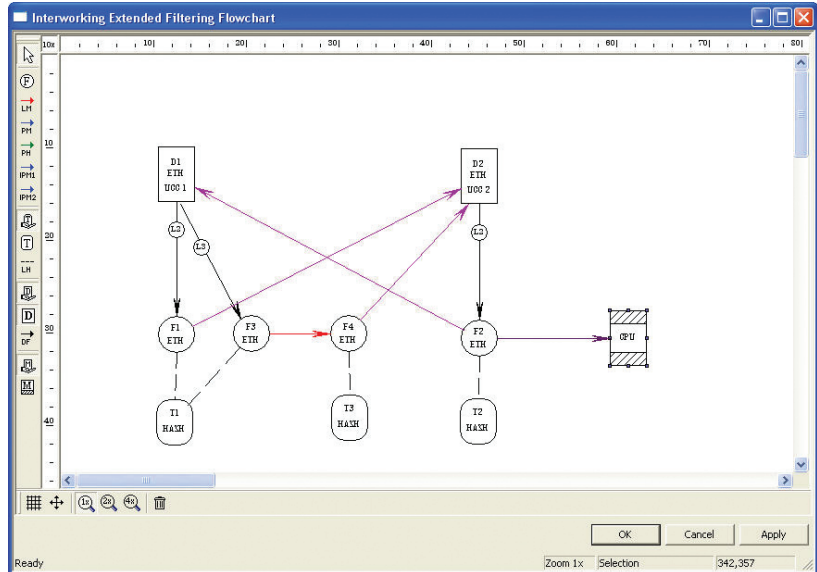 Interworking Extended Filtering Flowchart
10x 10| 20| 30| 40| 50| 60| 70| 80|
F
LM
PM
PH
IPM1
IPM2
T
LH
D
DF
M
10
20
30
40
D1
ETH
UCC 1
D2
ETH
UCC 2
L2
L3
L2
F1
ETH
F3
ETH
F4
ETH
F2
ETH
CPU
T1
HASH
T3
HASH
T2
HASH
1x 2x 4x
OK Cancel Apply
Ready Zoom 1x Selection 342,357